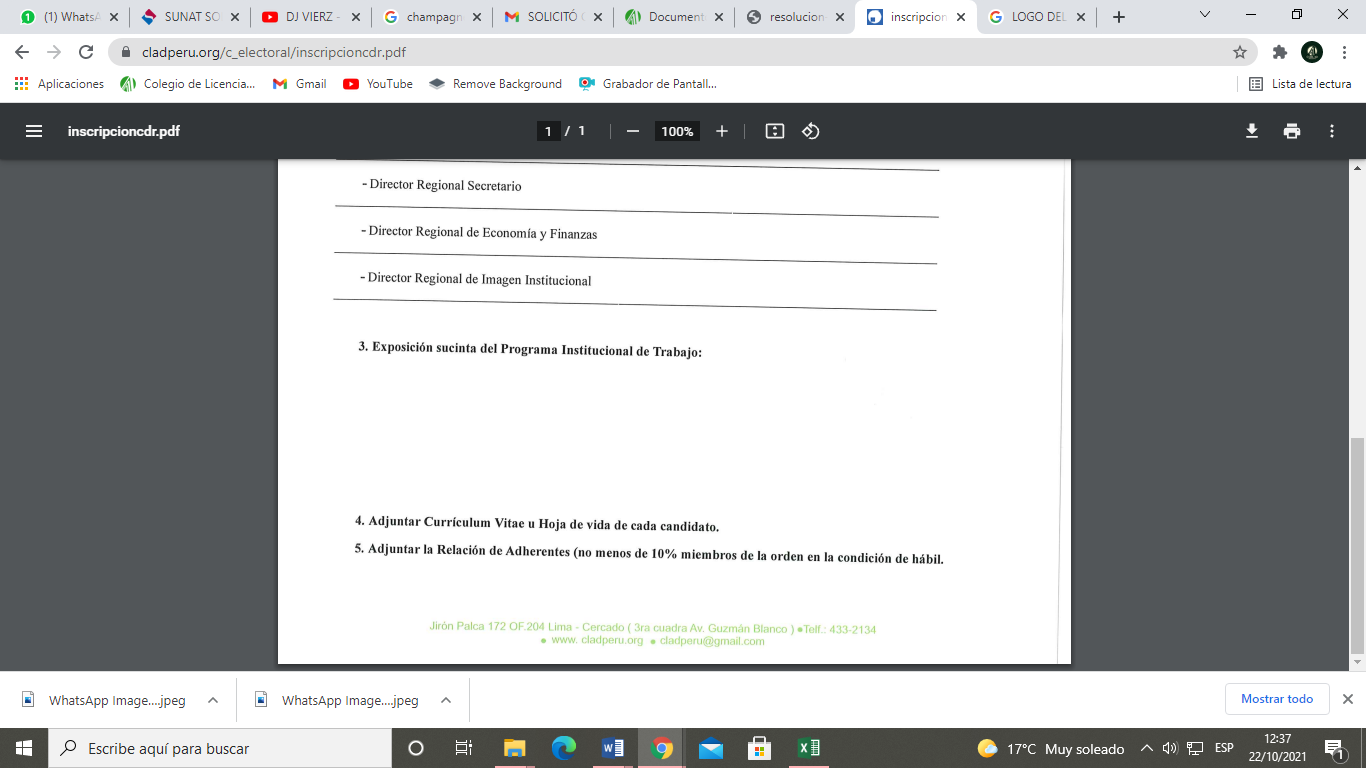 (1) WhatsA
SUNAT SO
DJ VIERZ -
champagn
SOLICITÓ
Document
resolucion
inscripcion
LOGO DEL
cladperu.org/c_electoral/inscripcioncdr.pdf
Aplicaciones
Colegio de Licencia...
Gmail
YouTube
Remove Background
Grabador de Pantall...
Lista de lectura
inscripcioncdr.pdf
1 / 1
100%
- Director Regional Secretario
- Director Regional de Economía y Finanzas
- Director Regional de Imagen Institucional
3. Exposición sucinta del Programa Institucional de Trabajo:
4. Adjuntar Currículum Vitae u Hoja de vida de cada candidato.
5. Adjuntar la Relación de Adherentes (no menos de 10% miembros de la orden en la condición de hábil.
Jirón Palca 172 OF.204 Lima - Cercado ( 3ra cuadra Av. Guzmán Blanco ) ●Telf.: 433-2134
● www. cladperu.org ● cladperu@gmail.com
WhatsApp Image....jpeg
WhatsApp Image....jpeg
Mostrar todo
Escribe aquí para buscar
17°C Muy soleado
ESP
12:37
22/10/2021
1